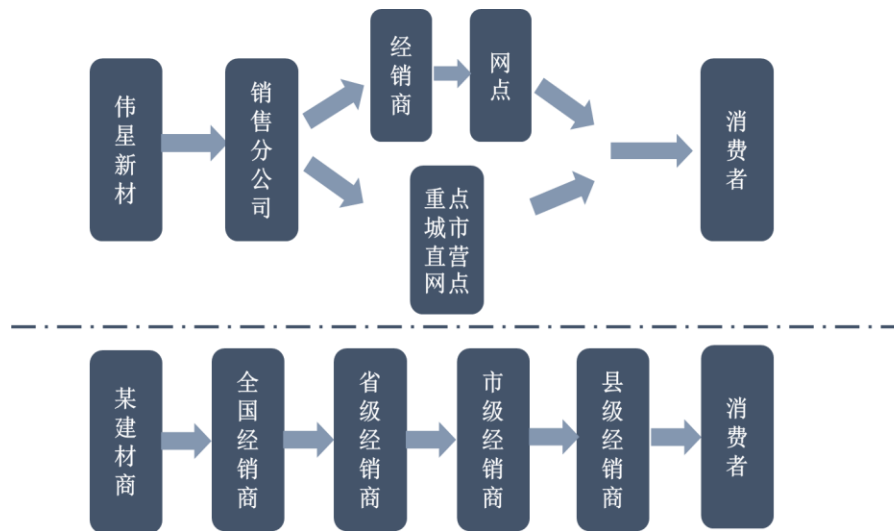 伟星新材
销售分公司
经销商
网点
重点
城市
直营
网点
消费者
某建材商
全国经销商
省级经销商
市级经销商
县级经销商
消费者